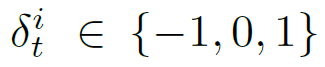 δ_t^i ∈ {−1, 0, 1}